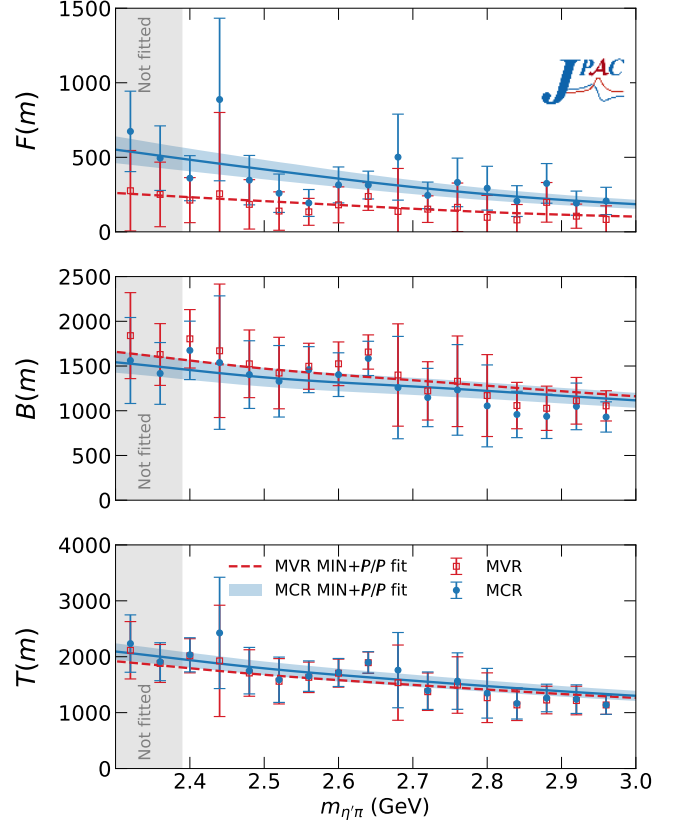 1500
1000
500
0
F(m)
Not fitted
JPAC
2500
2000
1500
1000
500
0
B(m)
Not fitted
4000
3000
2000
1000
0
T(m)
Not fitted
MVR MIN+P/P fit
MCR MIN+P/P fit
MVR
MCR
2.4 2.5 2.6 2.7 2.8 2.9 3.0
mη′π (GeV)